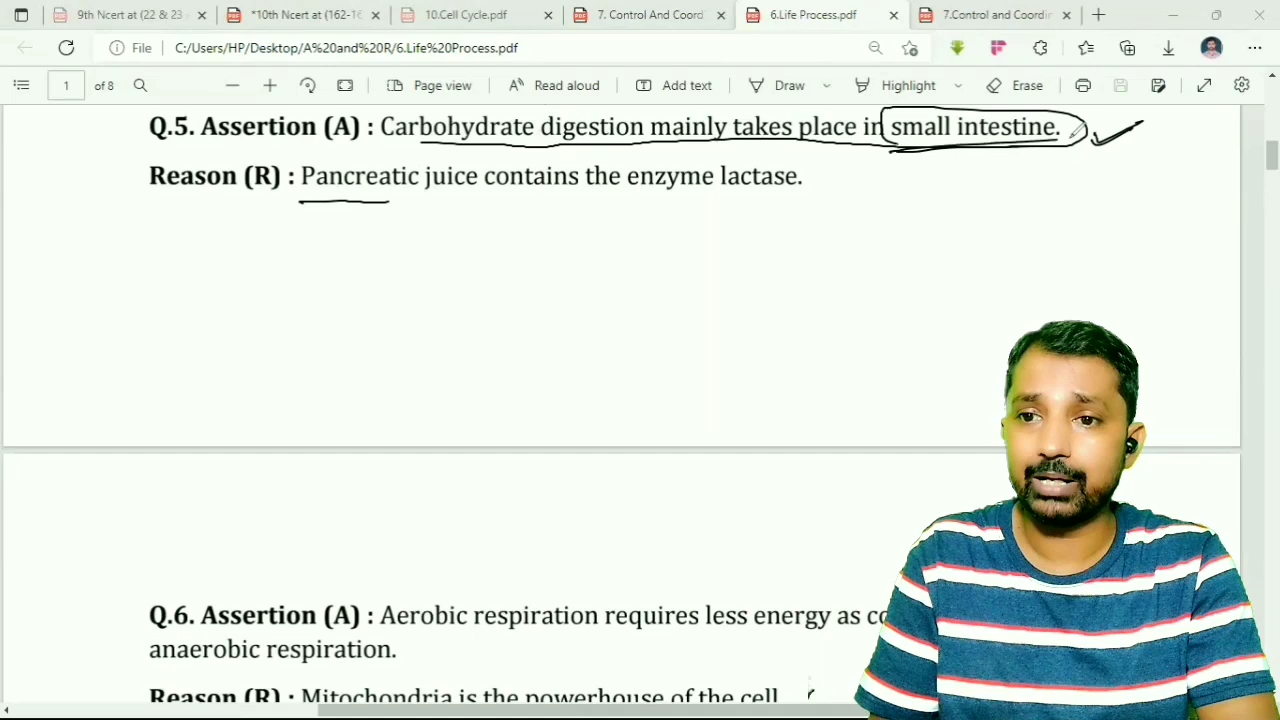 9th Ncert at (22 & 23
*10th Ncert at (162-16
10.Cell Cycle.pdf
7. Control And Coord
6.Life Process.pdf
7.Control and Coordin
File
C:/Users/HP/Desktop/A%20and%20R/6.Life%20Process.pdf
1 of 8
Page view
Read aloud
Add text
Draw
Highlight
Erase
Q.5. Assertion (A) : Carbohydrate digestion mainly takes place in small intestine.
Reason (R) : Pancreatic juice contains the enzyme lactase.
Q.6. Assertion (A) : Aerobic respiration requires less energy as co
anaerobic respiration.
Reason (R) : Mitochondria is the powerhouse of the cell